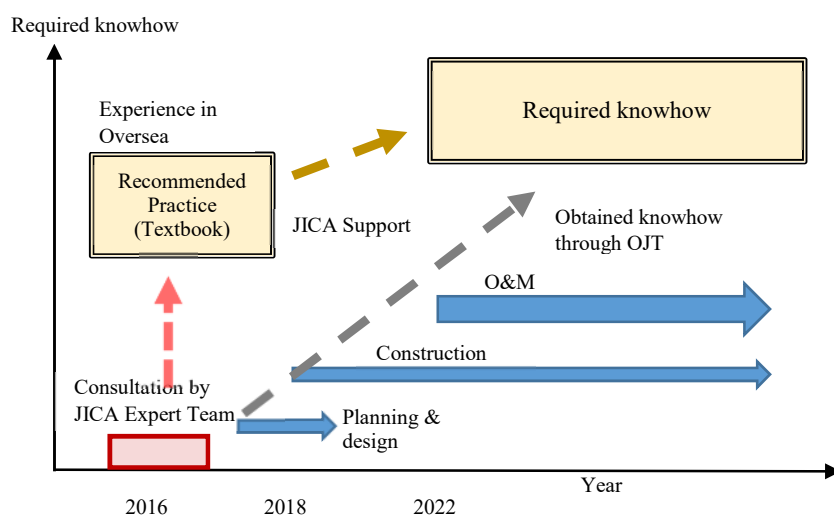 Required knowhow
Experience in
Oversea
Required knowhow
Recommended
Practice
(Textbook)
JICA Support
Obtained knowhow
through OJT
O&M
Construction
Consultation by
JICA Expert Team
Planning &
design
Year
2016
2018
2022